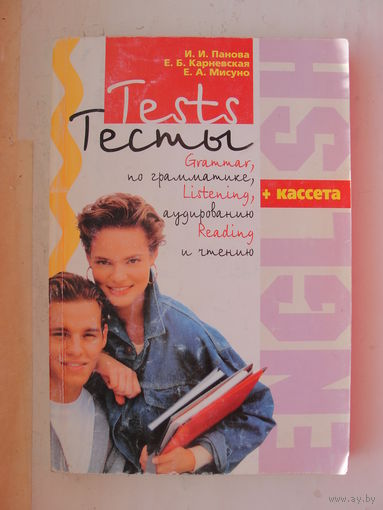 И. И. Панова
Е. Б. Карневская
Е. А. Мисуно
Tests
Тесты
Grammar,
по грамматике,
Listening,
аудированию
Reading
и чтению
+ кассета
ENGLISH
www.ay.by